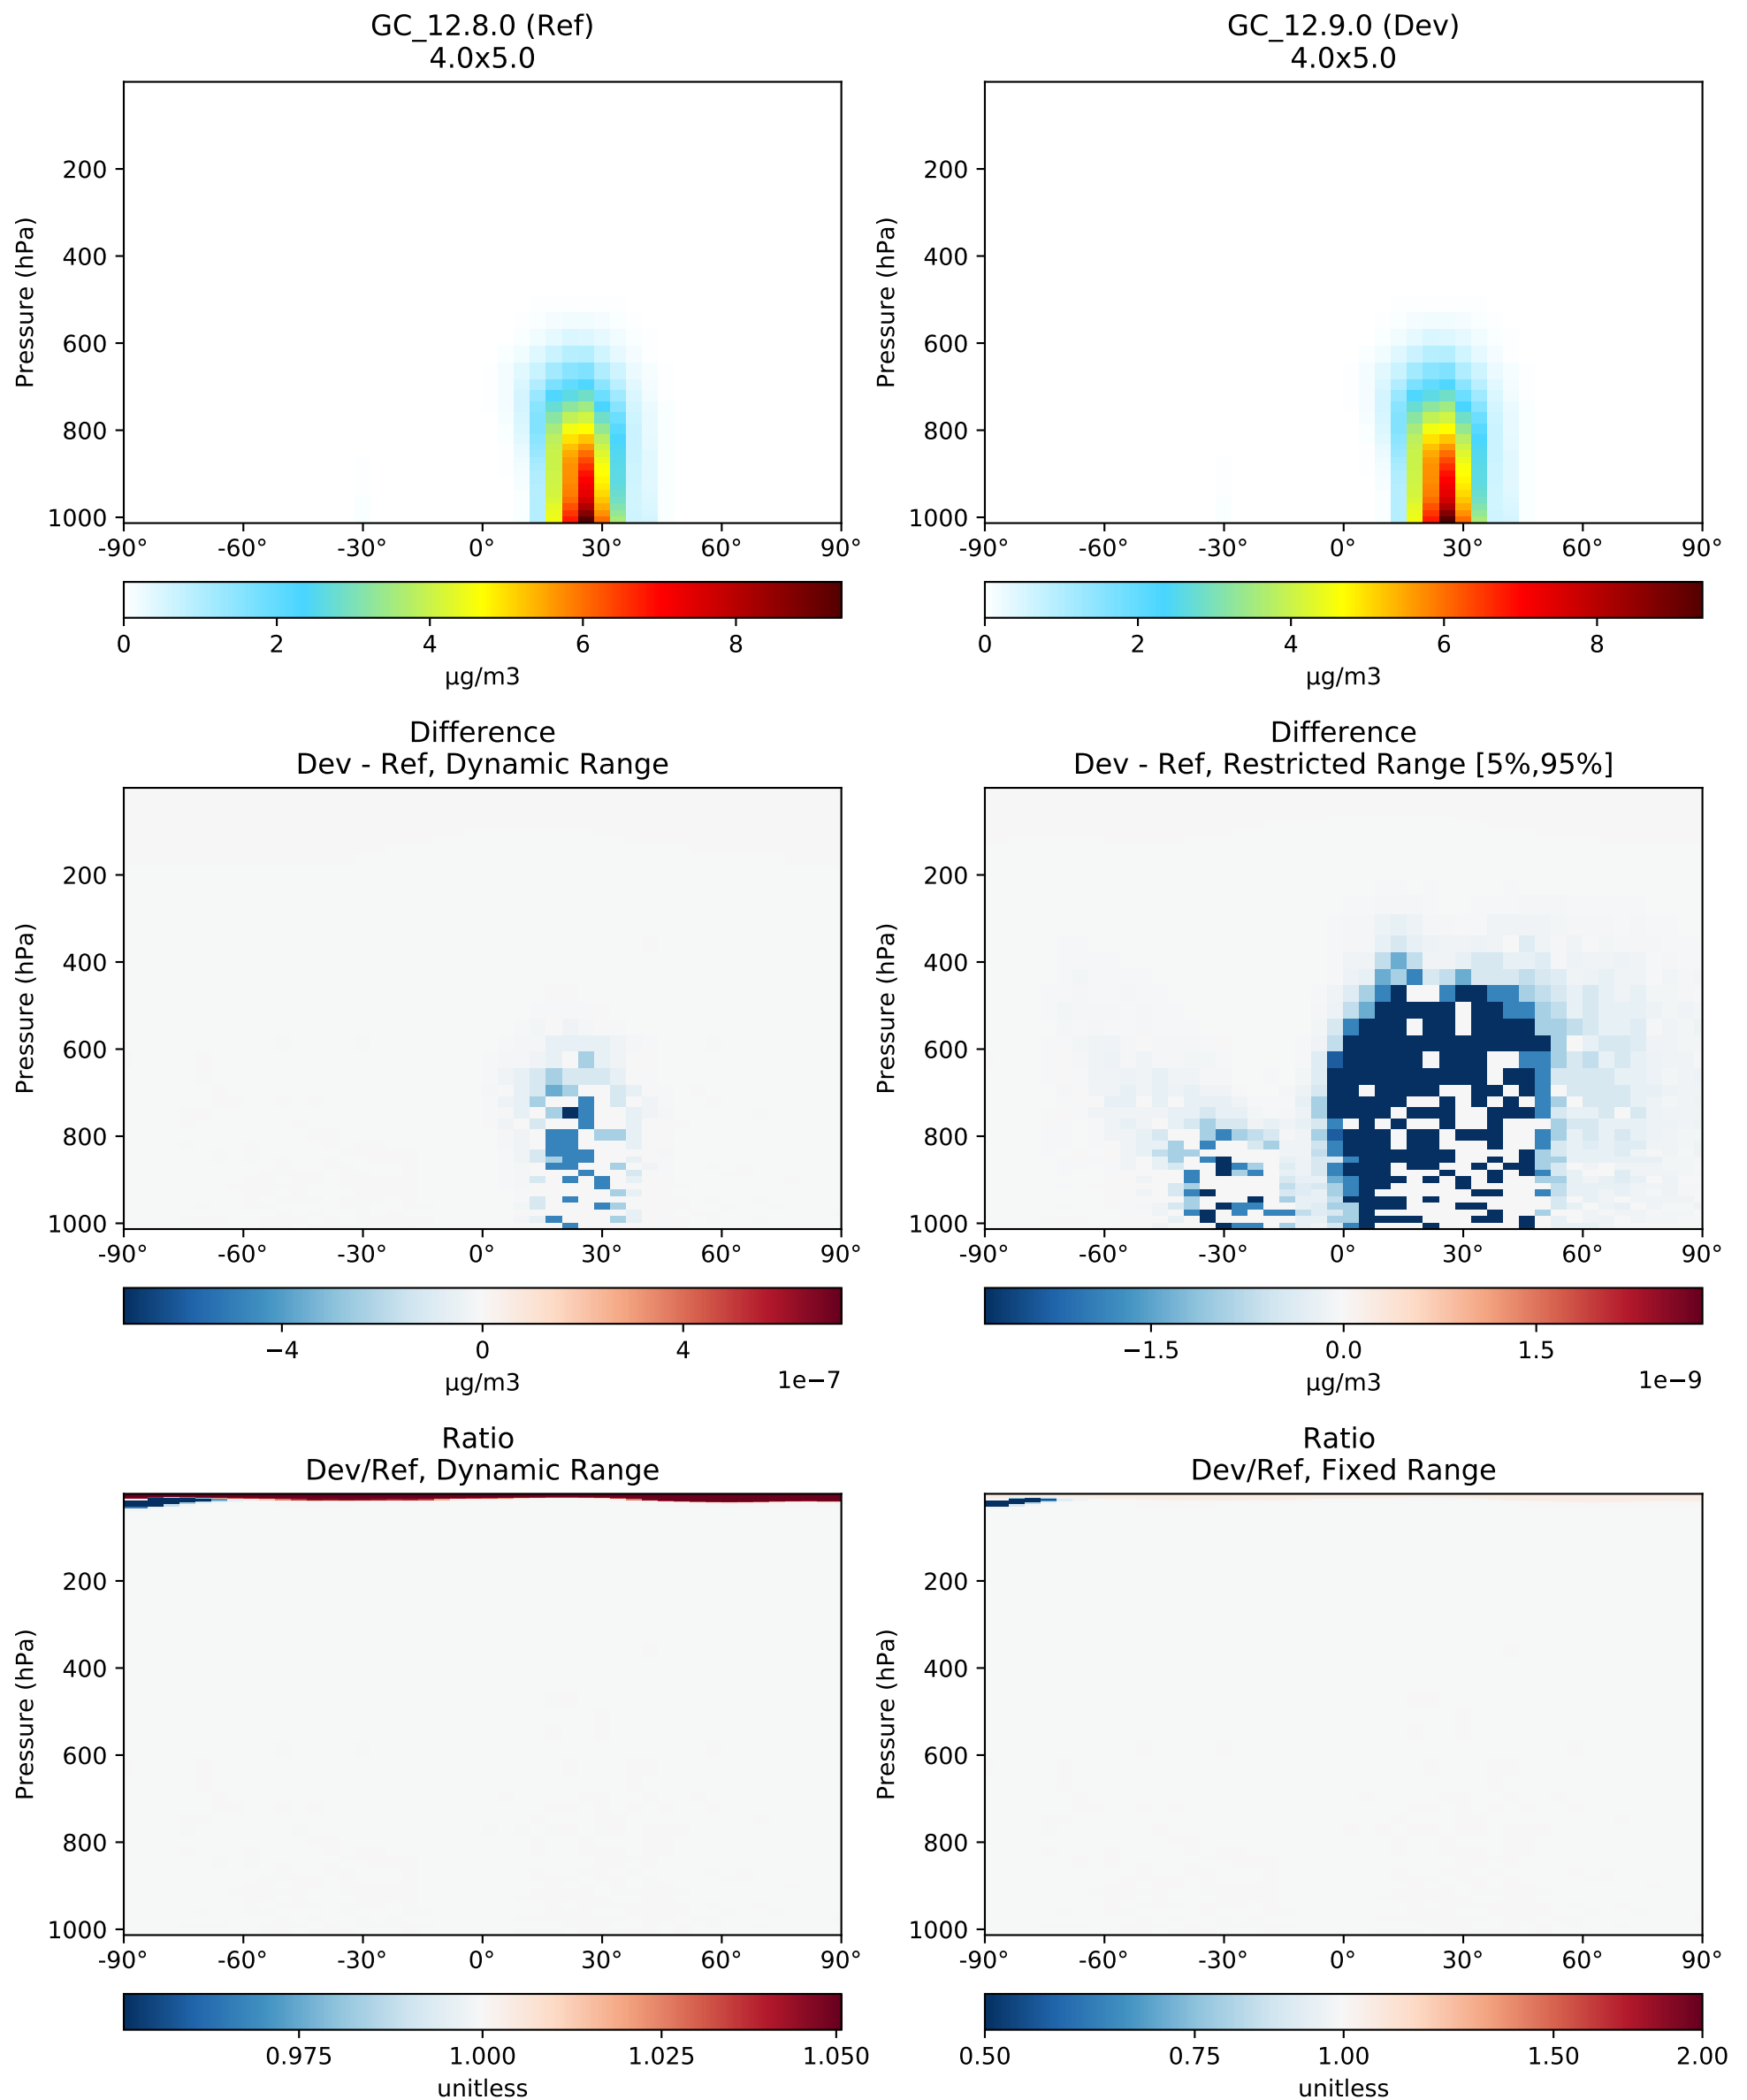 GC_12.8.0 (Ref)
4.0x5.0
Pressure (hPa)
200
400
600
800
1000
-90° -60° -30° 0° 30° 60° 90°
0 2 4 6 8
μg/m3
GC_12.9.0 (Dev)
4.0x5.0
Pressure (hPa)
200
400
600
800
1000
-90° -60° -30° 0° 30° 60° 90°
0 2 4 6 8
μg/m3
Difference
Dev - Ref, Dynamic Range
Pressure (hPa)
200
400
600
800
1000
-90° -60° -30° 0° 30° 60° 90°
−4 0 4
μg/m3 1e−7
Difference
Dev - Ref, Restricted Range [5%,95%]
Pressure (hPa)
200
400
600
800
1000
-90° -60° -30° 0° 30° 60° 90°
−1.5 0.0 1.5
μg/m3 1e−9
Ratio
Dev/Ref, Dynamic Range
Pressure (hPa)
200
400
600
800
1000
-90° -60° -30° 0° 30° 60° 90°
0.975 1.000 1.025 1.050
unitless
Ratio
Dev/Ref, Fixed Range
Pressure (hPa)
200
400
600
800
1000
-90° -60° -30° 0° 30° 60° 90°
0.50 0.75 1.00 1.50 2.00
unitless